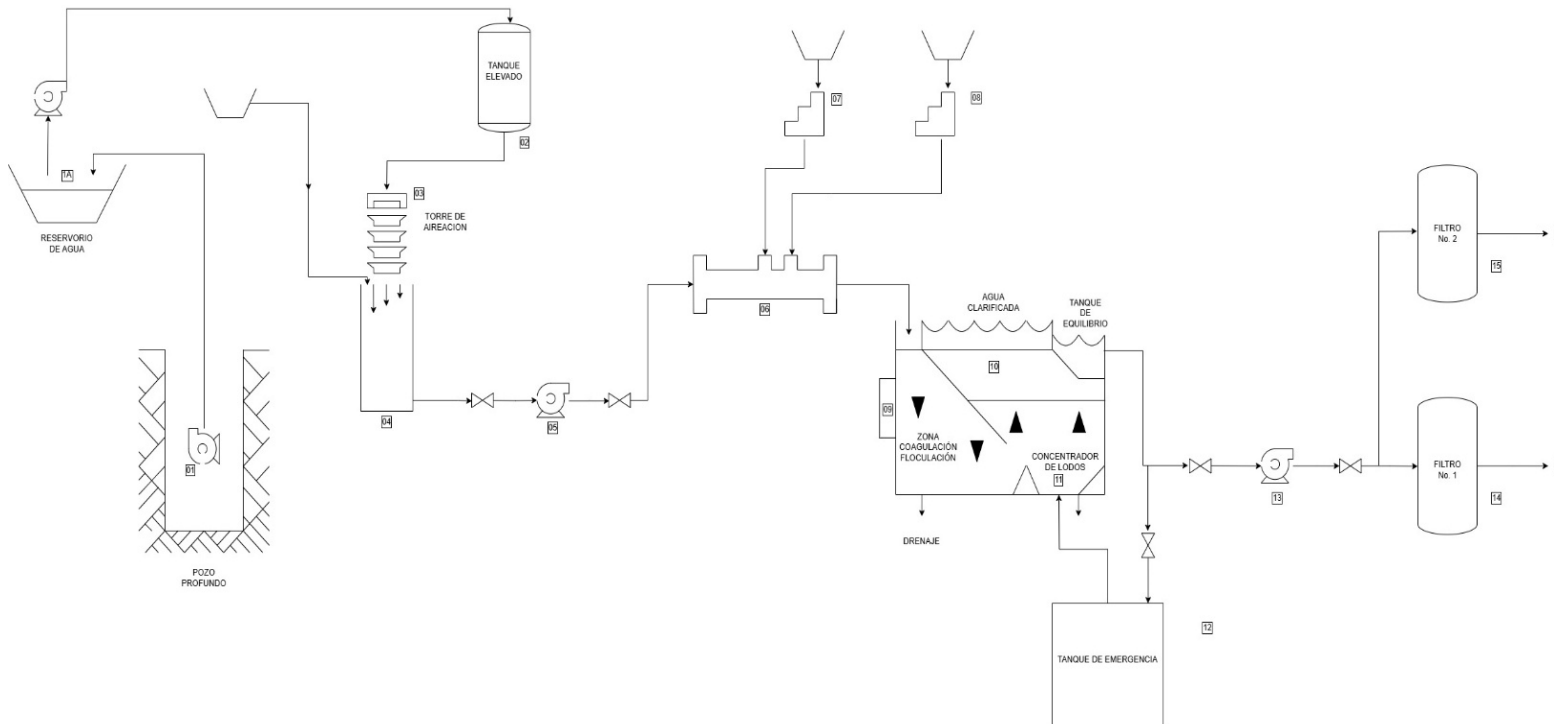 TANQUE
ELEVADO
02
07
08
1A
RESERVORIO
DE AGUA
03
TORRE DE
AIREACION
01
POZO
PROFUNDO
04
05
06
AGUA
CLARIFICADA
TANQUE
DE
EQUILIBRIO
10
09
ZONA
COAGULACIÓN
FLOCULACIÓN
CONCENTRADOR
DE LODOS
11
DRENAJE
12
TANQUE DE EMERGENCIA
13
FILTRO
No. 2
15
FILTRO
No. 1
14